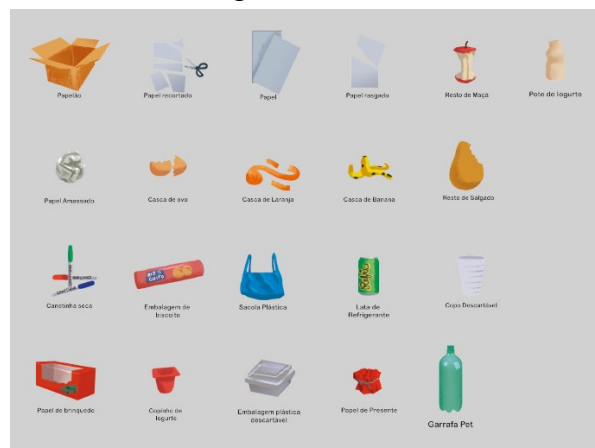 Papelão
Papel recortado
Papel
Papel rasgado
Resto de Maçã
Pote de Iogurte
Papel Amassado
Casca de ovo
Casca de Laranja
Casca de Banana
Resto de Salgado
Canetinha seca
Embalagem de
biscoito
Sacola Plástica
Lata de
Refrigerante
Copo Descartável
Papel de brinquedo
Copinho de
Iogurte
Embalagem plástica
descartável
Papel de Presente
Garrafa Pet